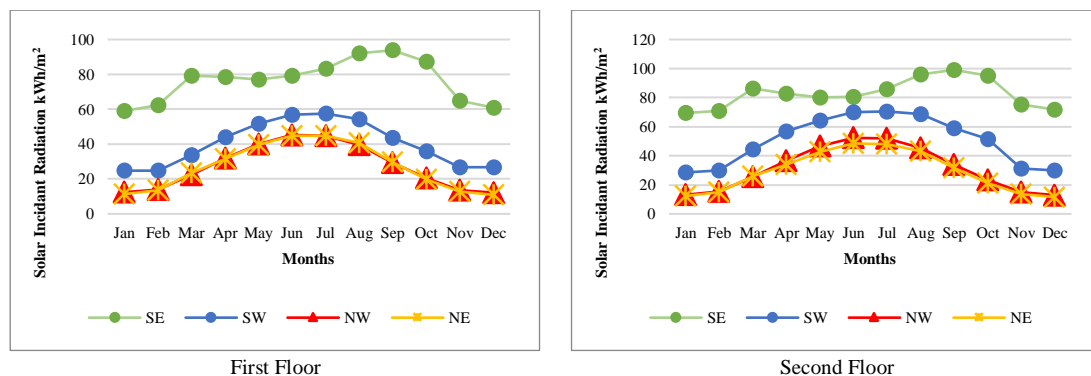 Solar Incidant Radiation kWh/m²
100
80
60
40
20
0
Jan Feb Mar Apr May Jun Jul Aug Sep Oct Nov Dec
Months
SE SW NW NE
First Floor
Solar Incidant Radiation kWh/m²
120
100
80
60
40
20
0
Jan Feb Mar Apr May Jun Jul Aug Sep Oct Nov Dec
Months
SE SW NW NE
Second Floor